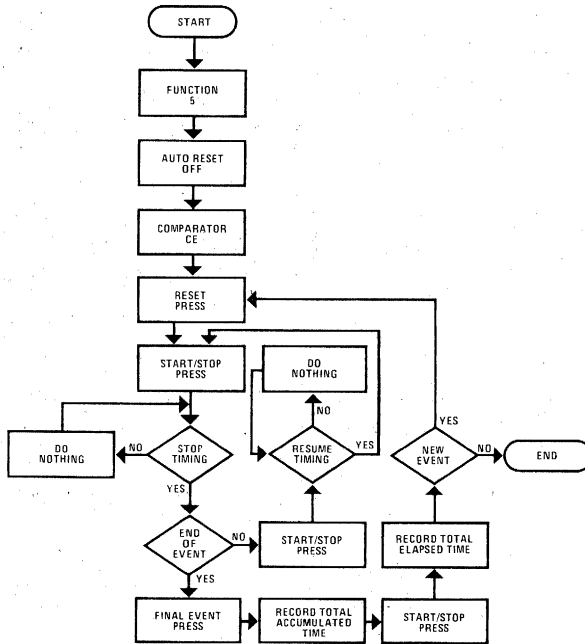 START
FUNCTION
5
AUTO RESET
OFF
COMPARATOR
CE
RESET
PRESS
START/STOP
PRESS
DO
NOTHING
NO
STOP
TIMING
YES
DO
NOTHING
NO
RESUME
TIMING
YES
YES
NEW
EVENT
NO
END
END
OF
EVENT
NO
YES
START/STOP
PRESS
RECORD TOTAL
ELAPSED TIME
FINAL EVENT
PRESS
RECORD TOTAL
ACCUMULATED
TIME
START/STOP
PRESS